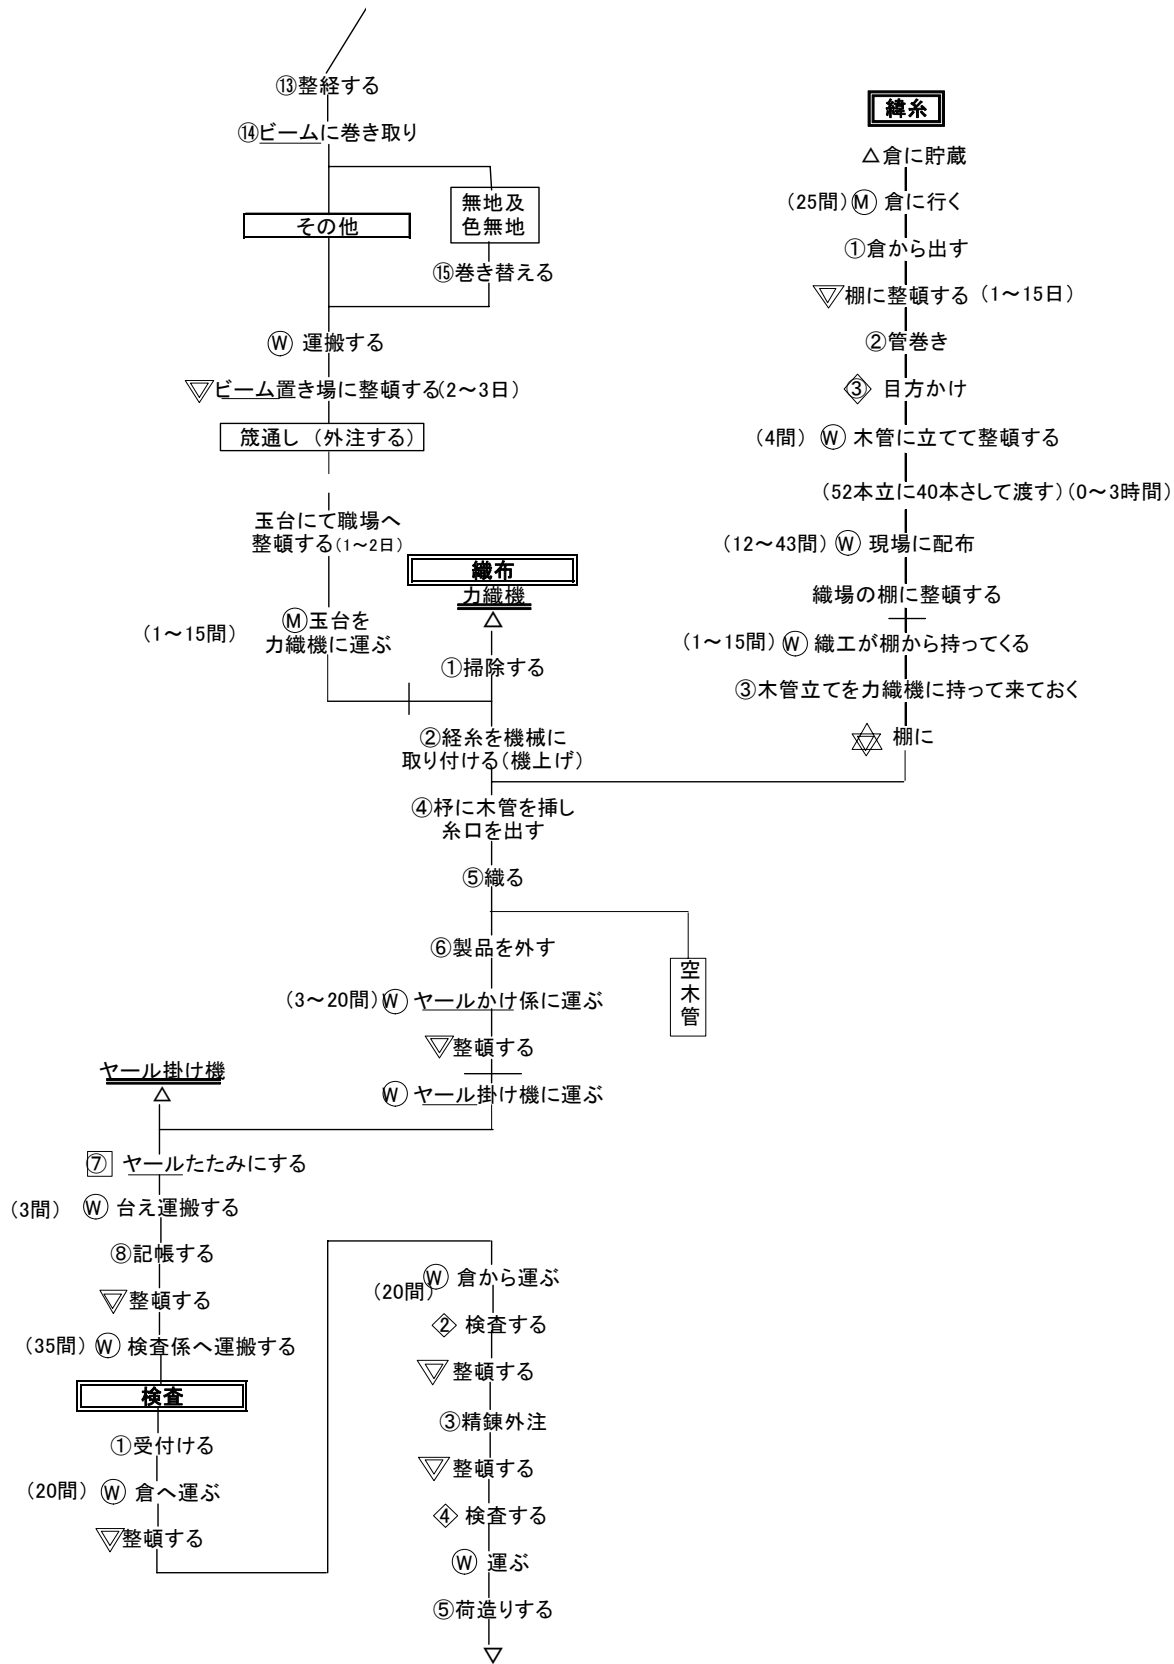 ⑬整経する
⑭ビームに巻き取り
その他
無地及
色無地
⑮巻き替える
Ⓦ 運搬する
ビーム置き場に整頓する(2～3日)
筬通し（外注する）
玉台にて職場へ
整頓する(1～2日)
(1～15間)
Ⓜ玉台を
力織機に運ぶ
織布
力織機
①掃除する
②経糸を機械に
取り付ける(機上げ)
緯糸
倉に貯蔵
(25間) Ⓜ 倉に行く
①倉から出す
棚に整頓する (1～15日)
②管巻き
③ 目方かけ
(4間) Ⓦ 木管に立てて整頓する
(52本立に40本さして渡す)(0～3時間)
(12～43間) Ⓦ 現場に配布
織場の棚に整頓する
(1～15間) Ⓦ 織工が棚から持ってくる
③木管立てを力織機に持って来ておく
棚に
④杼に木管を挿し
糸口を出す
⑤織る
空木管
⑥製品を外す
(3～20間) Ⓦ ヤールかけ係に運ぶ
整頓する
Ⓦ ヤール掛け機に運ぶ
ヤール掛け機
⑦ ヤールたたみにする
(3間) Ⓦ 台え運搬する
⑧記帳する
整頓する
(35間) Ⓦ 検査係へ運搬する
検査
①受付ける
(20間) Ⓦ 倉へ運ぶ
整頓する
(20間) Ⓦ 倉から運ぶ
② 検査する
整頓する
③精錬外注
整頓する
④ 検査する
Ⓦ 運ぶ
⑤荷造りする